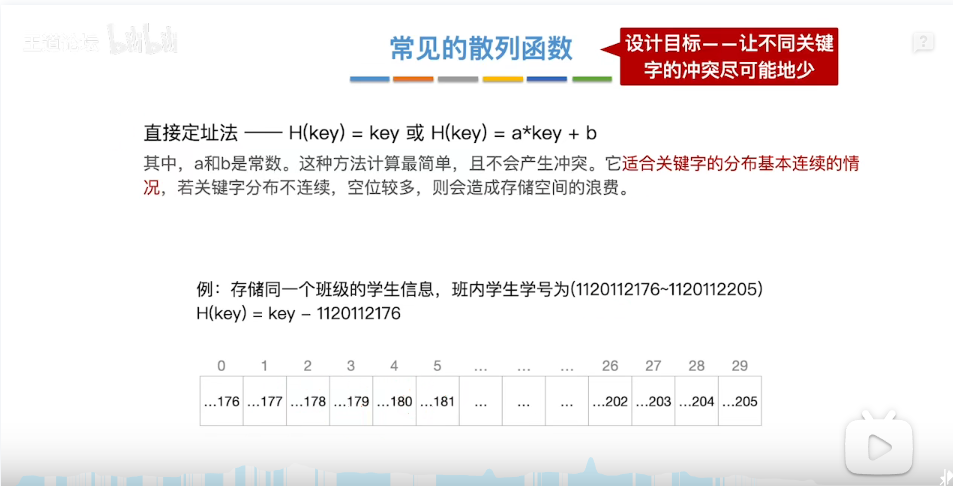 王道论坛 bilibili
常见的散列函数
设计目标——让不同关键
字的冲突尽可能地少
直接定址法 —— H(key) = key 或 H(key) = a*key + b
其中，a和b是常数。这种方法计算最简单，且不会产生冲突。它适合关键字的分布基本连续的情
况，若关键字分布不连续，空位较多，则会造成存储空间的浪费。
例：存储同一个班级的学生信息，班内学生学号为(1120112176~1120112205)
H(key) = key – 1120112176
0 1 2 3 4 5 ... ... ... 26 27 28 29
...176 ...177 ...178 ...179 ...180 ...181 ... ... ... ...202 ...203 ...204 ...205